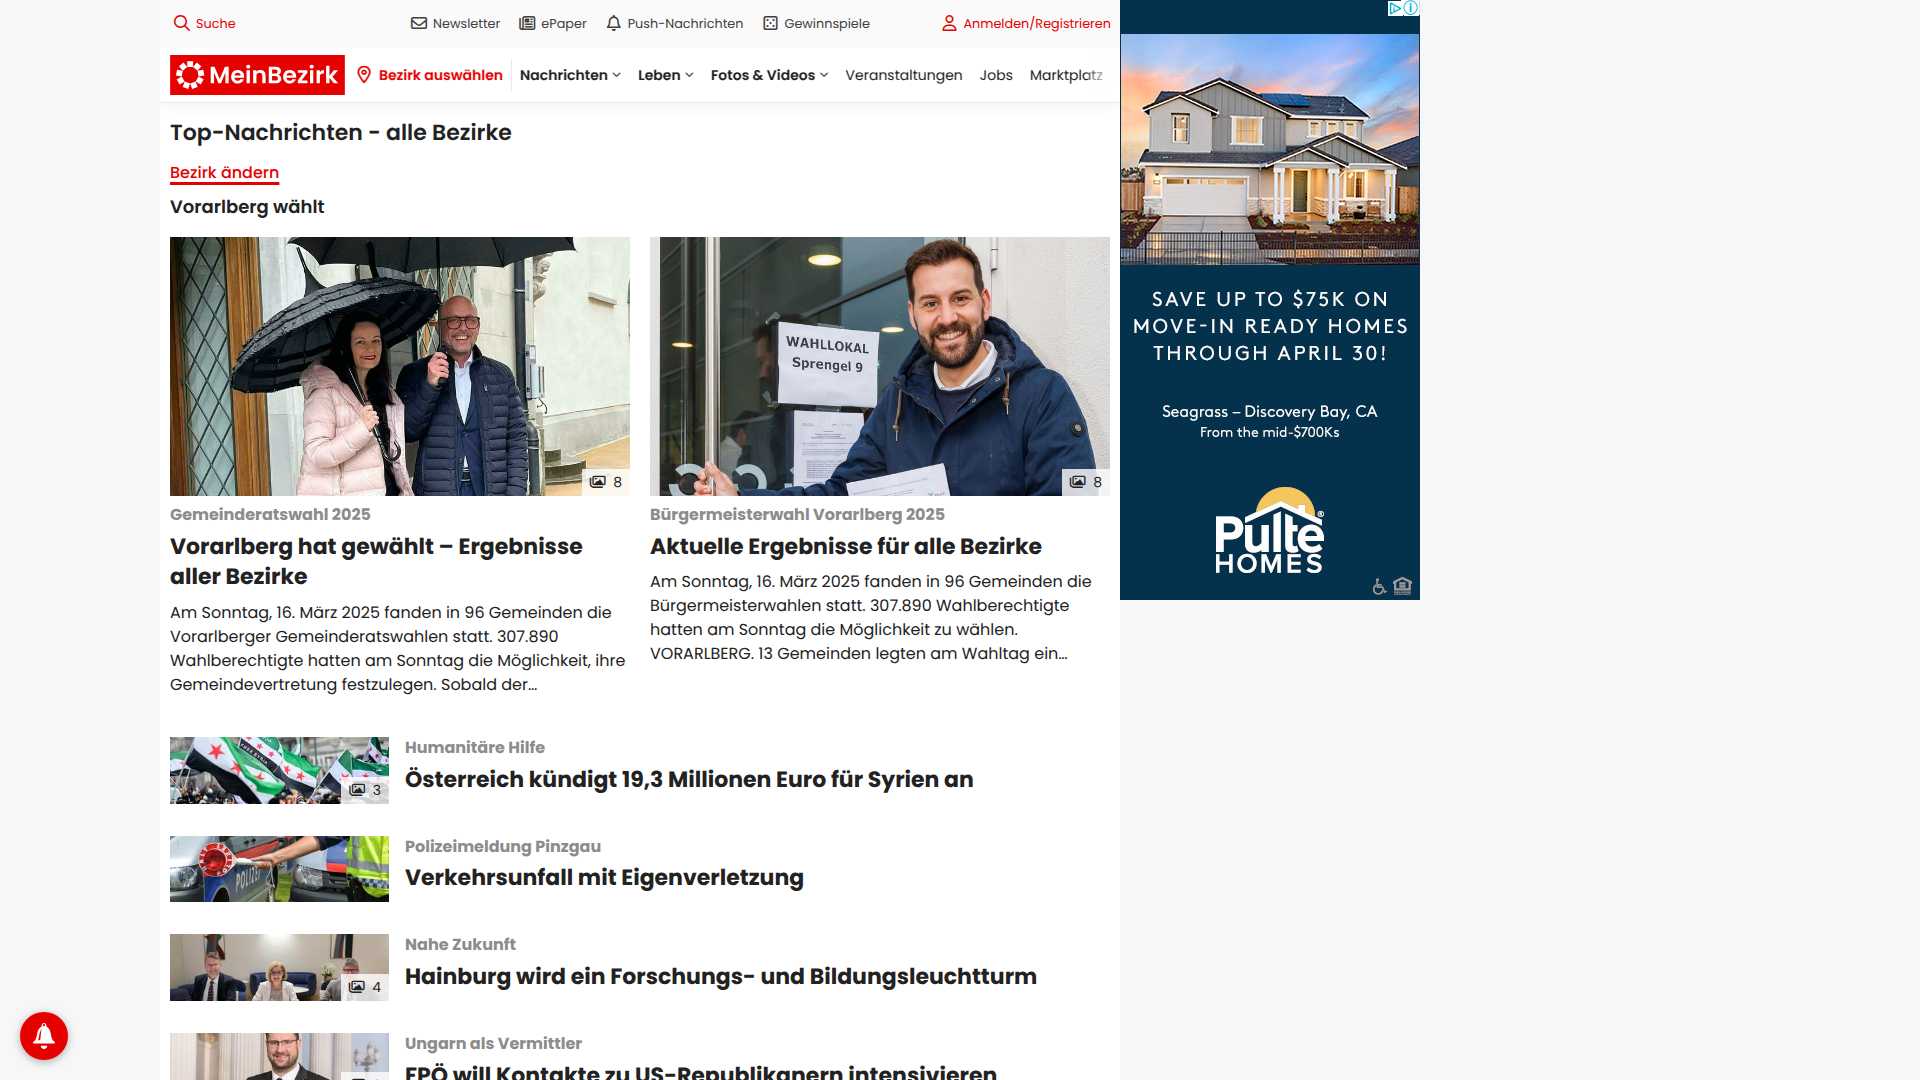 Suche
Newsletter
ePaper
Push-Nachrichten
Gewinnspiele
Anmelden/Registrieren
MeinBezirk
Bezirk auswählen
Nachrichten
Leben
Fotos & Videos
Veranstaltungen
Jobs
Marktplatz
Top-Nachrichten - alle Bezirke
Bezirk ändern
Vorarlberg wählt
WAHLLOKAL
Sprengel 9
8
8
Gemeinderatswahl 2025
Vorarlberg hat gewählt – Ergebnisse
aller Bezirke
Am Sonntag, 16. März 2025 fanden in 96 Gemeinden die
Vorarlberger Gemeinderatswahlen statt. 307.890
Wahlberechtigte hatten am Sonntag die Möglichkeit, ihre
Gemeindevertretung festzulegen. Sobald der...
Bürgermeisterwahl Vorarlberg 2025
Aktuelle Ergebnisse für alle Bezirke
Am Sonntag, 16. März 2025 fanden in 96 Gemeinden die
Bürgermeisterwahlen statt. 307.890 Wahlberechtigte
hatten am Sonntag die Möglichkeit zu wählen.
VORARLBERG. 13 Gemeinden legten am Wahltag ein...
3
Humanitäre Hilfe
Österreich kündigt 19,3 Millionen Euro für Syrien an
POLIZEI
Polizeimeldung Pinzgau
Verkehrsunfall mit Eigenverletzung
4
Nahe Zukunft
Hainburg wird ein Forschungs- und Bildungsleuchtturm
Ungarn als Vermittler
FPÖ will Kontakte zu US-Republikanern intensivieren
SAVE UP TO $75K ON
MOVE-IN READY HOMES
THROUGH APRIL 30!
Seagrass – Discovery Bay, CA
From the mid-$700Ks
Pulte®
HOMES